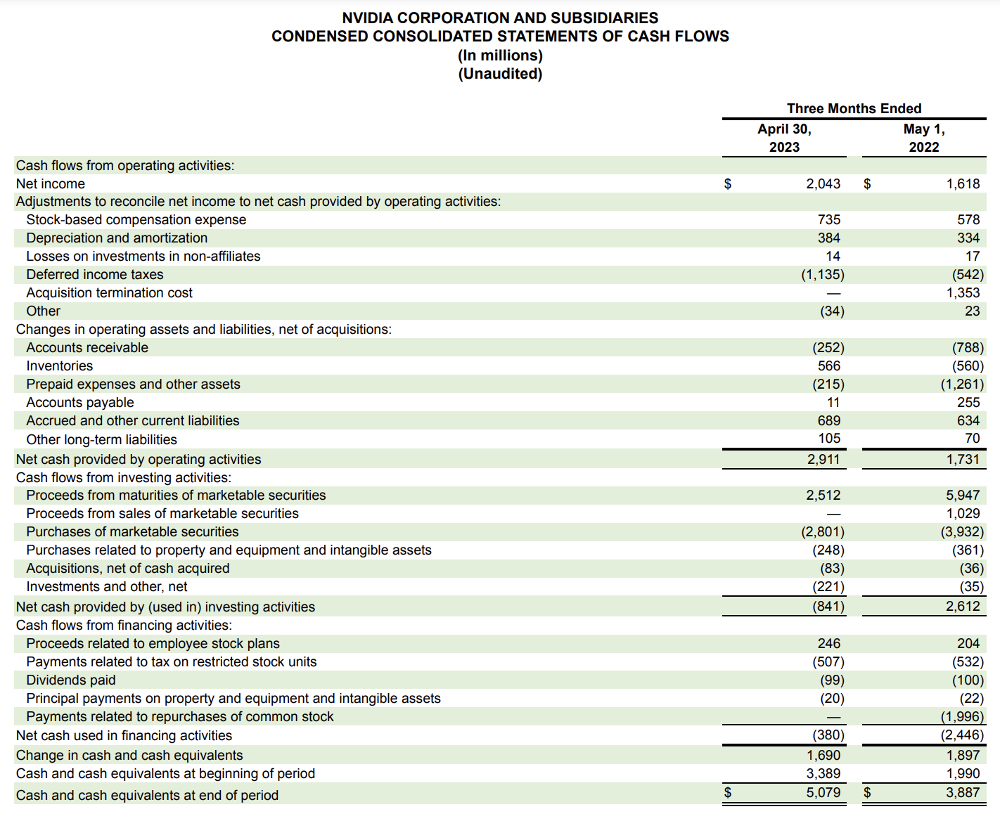 NVIDIA CORPORATION AND SUBSIDIARIES
CONDENSED CONSOLIDATED STATEMENTS OF CASH FLOWS
(In millions)
(Unaudited)
Three Months Ended
April 30, May 1,
2023 2022
Cash flows from operating activities:
Net income $ 2,043 $ 1,618
Adjustments to reconcile net income to net cash provided by operating activities:
Stock-based compensation expense 735 578
Depreciation and amortization 384 334
Losses on investments in non-affiliates 14 17
Deferred income taxes (1,135) (542)
Acquisition termination cost — 1,353
Other (34) 23
Changes in operating assets and liabilities, net of acquisitions:
Accounts receivable (252) (788)
Inventories 566 (560)
Prepaid expenses and other assets (215) (1,261)
Accounts payable 11 255
Accrued and other current liabilities 689 634
Other long-term liabilities 105 70
Net cash provided by operating activities 2,911 1,731
Cash flows from investing activities:
Proceeds from maturities of marketable securities 2,512 5,947
Proceeds from sales of marketable securities — 1,029
Purchases of marketable securities (2,801) (3,932)
Purchases related to property and equipment and intangible assets (248) (361)
Acquisitions, net of cash acquired (83) (36)
Investments and other, net (221) (35)
Net cash provided by (used in) investing activities (841) 2,612
Cash flows from financing activities:
Proceeds related to employee stock plans 246 204
Payments related to tax on restricted stock units (507) (532)
Dividends paid (99) (100)
Principal payments on property and equipment and intangible assets (20) (22)
Payments related to repurchases of common stock — (1,996)
Net cash used in financing activities (380) (2,446)
Change in cash and cash equivalents 1,690 1,897
Cash and cash equivalents at beginning of period 3,389 1,990
Cash and cash equivalents at end of period $ 5,079 $ 3,887